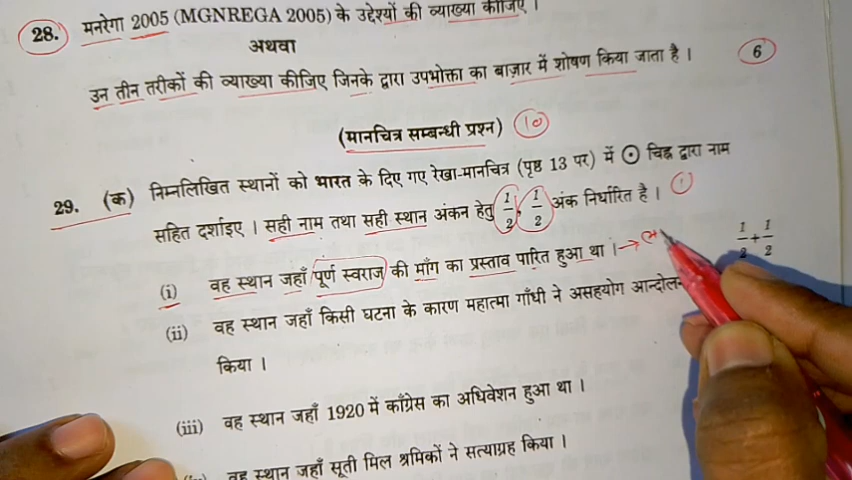 28. मनरेगा 2005 (MGNREGA 2005) के उद्देश्यों की व्याख्या कीजिए ।
अथवा
उन तीन तरीकों की व्याख्या कीजिए जिनके द्वारा उपभोक्ता का बाज़ार में शोषण किया जाता है । 6
(मानचित्र सम्बन्धी प्रश्न) 10
29. (क) निम्नलिखित स्थानों को भारत के दिए गए रेखा-मानचित्र (पृष्ठ 13 पर) में ⊙ चिह्न द्वारा नाम
सहित दर्शाइए । सही नाम तथा सही स्थान अंकन हेतु 1/2, 1/2 अंक निर्धारित है । 1
(i) वह स्थान जहाँ पूर्ण स्वराज की माँग का प्रस्ताव पारित हुआ था । → 1/2+1/2
(ii) वह स्थान जहाँ किसी घटना के कारण महात्मा गाँधी ने असहयोग आन्दोलन
किया ।
(iii) वह स्थान जहाँ 1920 में काँग्रेस का अधिवेशन हुआ था ।
वह स्थान जहाँ सूती मिल श्रमिकों ने सत्याग्रह किया ।